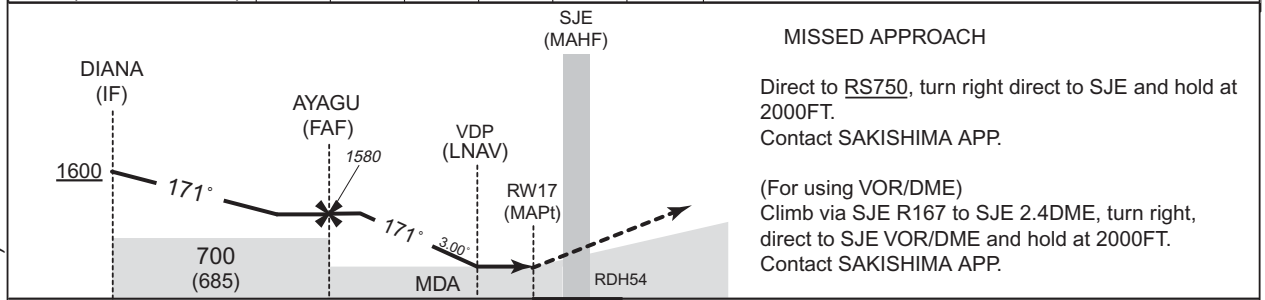 SJE
(MAHF)
DIANA
(IF)
AYAGU
(FAF)
1580
VDP
(LNAV)
RW17
(MAPt)
1600
171°
171°
3.00°
700
(685)
MDA
RDH54
MISSED APPROACH
Direct to RS750, turn right direct to SJE and hold at
2000FT.
Contact SAKISHIMA APP.
(For using VOR/DME)
Climb via SJE R167 to SJE 2.4DME, turn right,
direct to SJE VOR/DME and hold at 2000FT.
Contact SAKISHIMA APP.